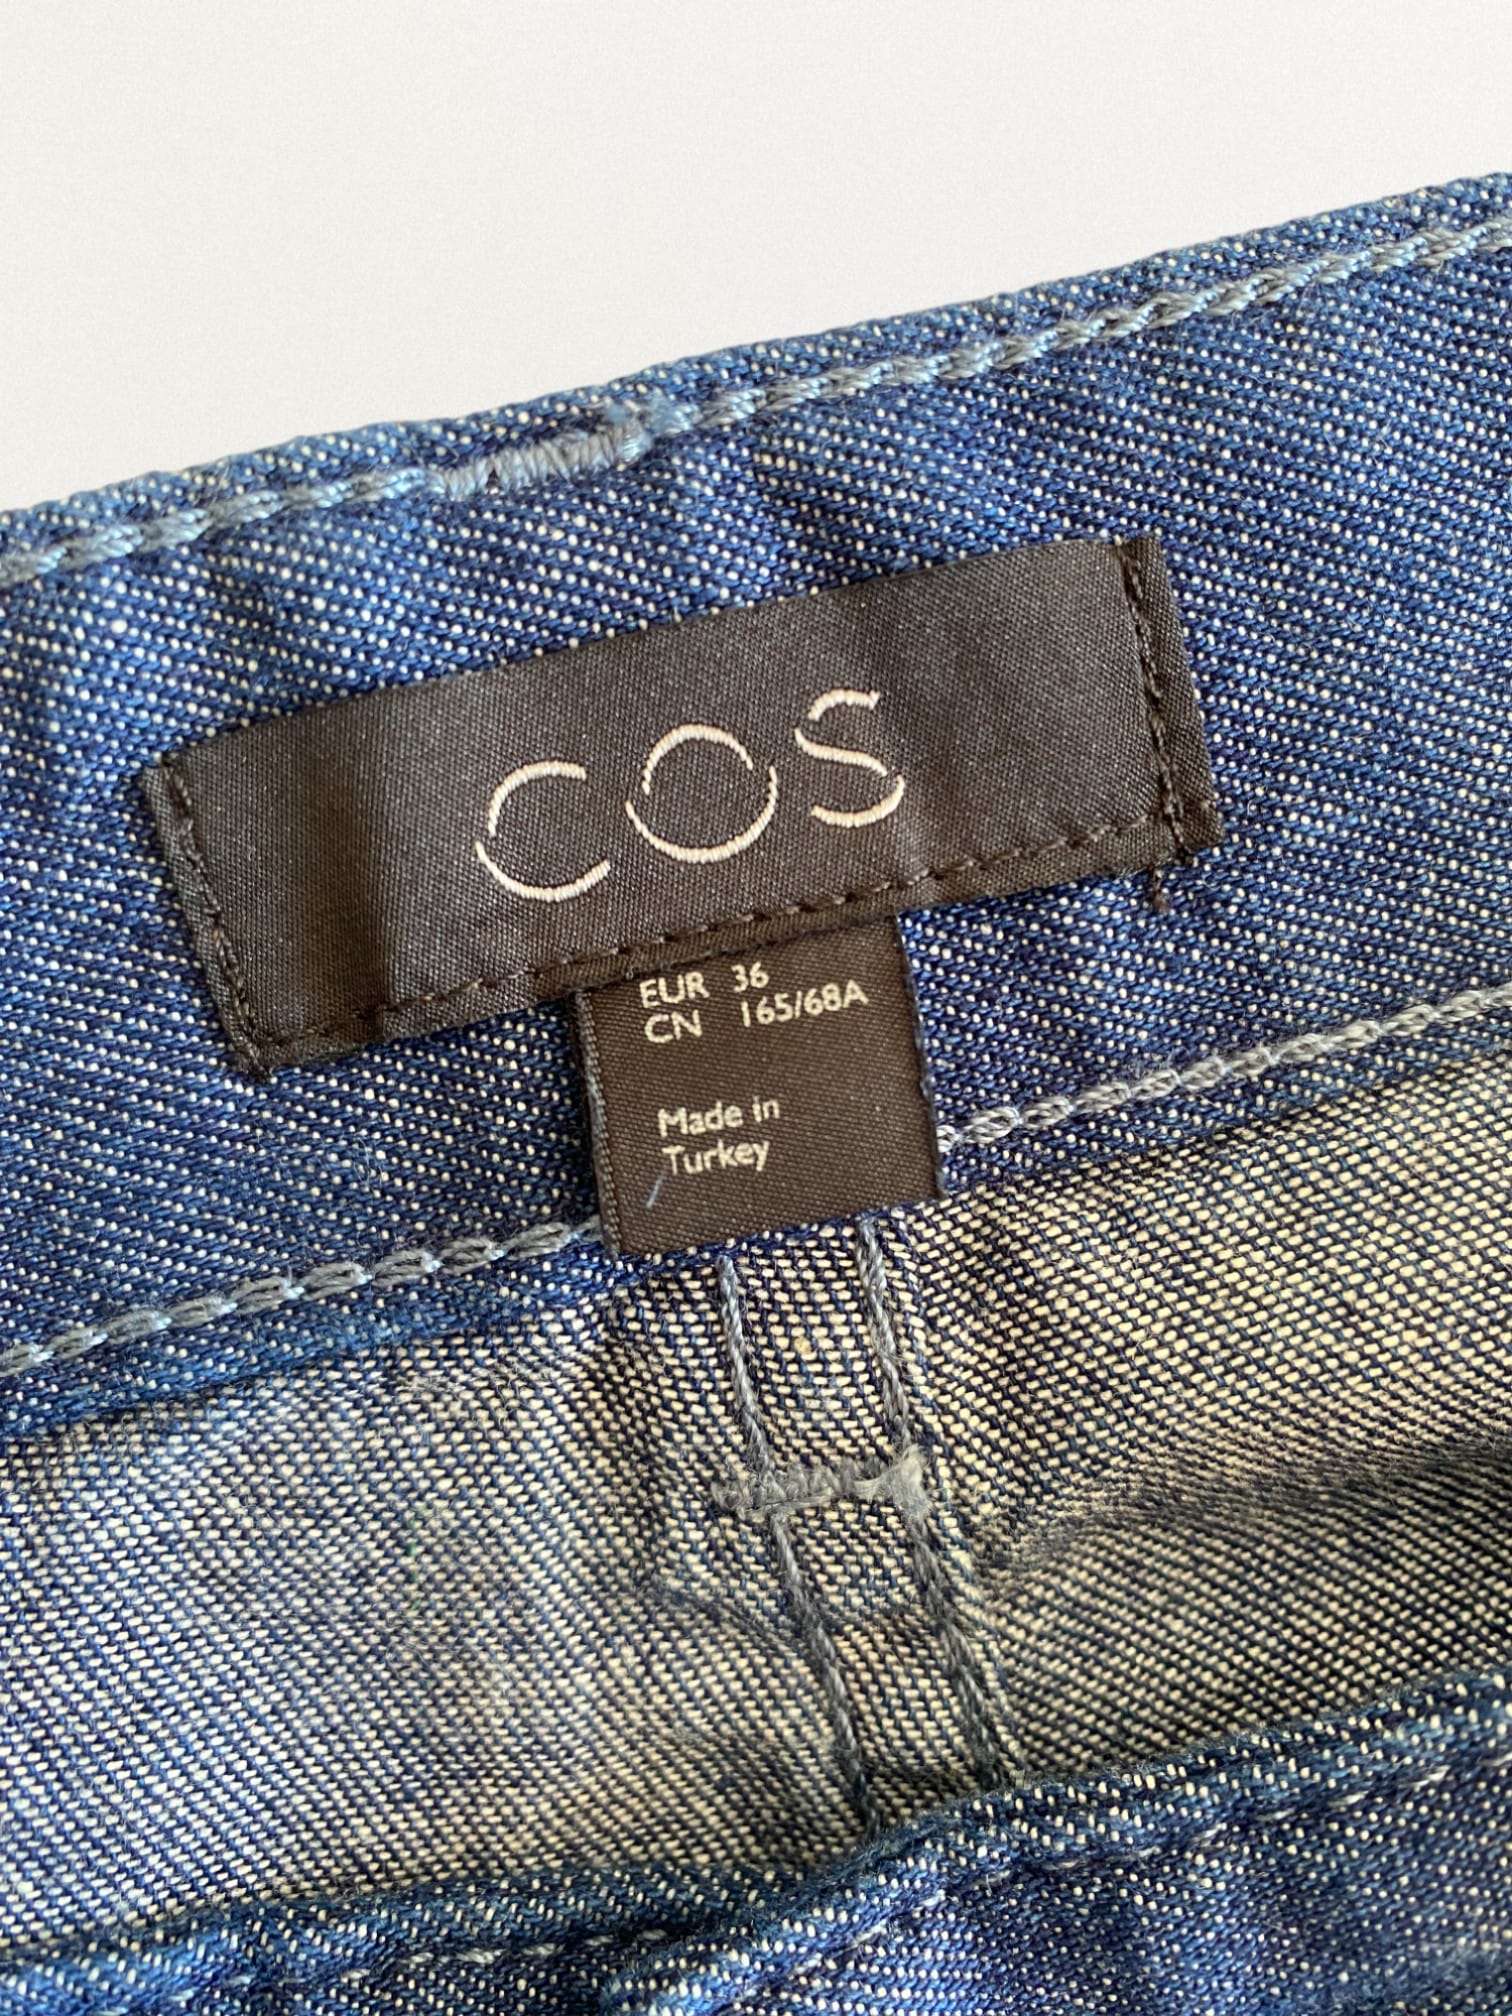 COS
EUR 36
CN 165/68A
Made in
Turkey